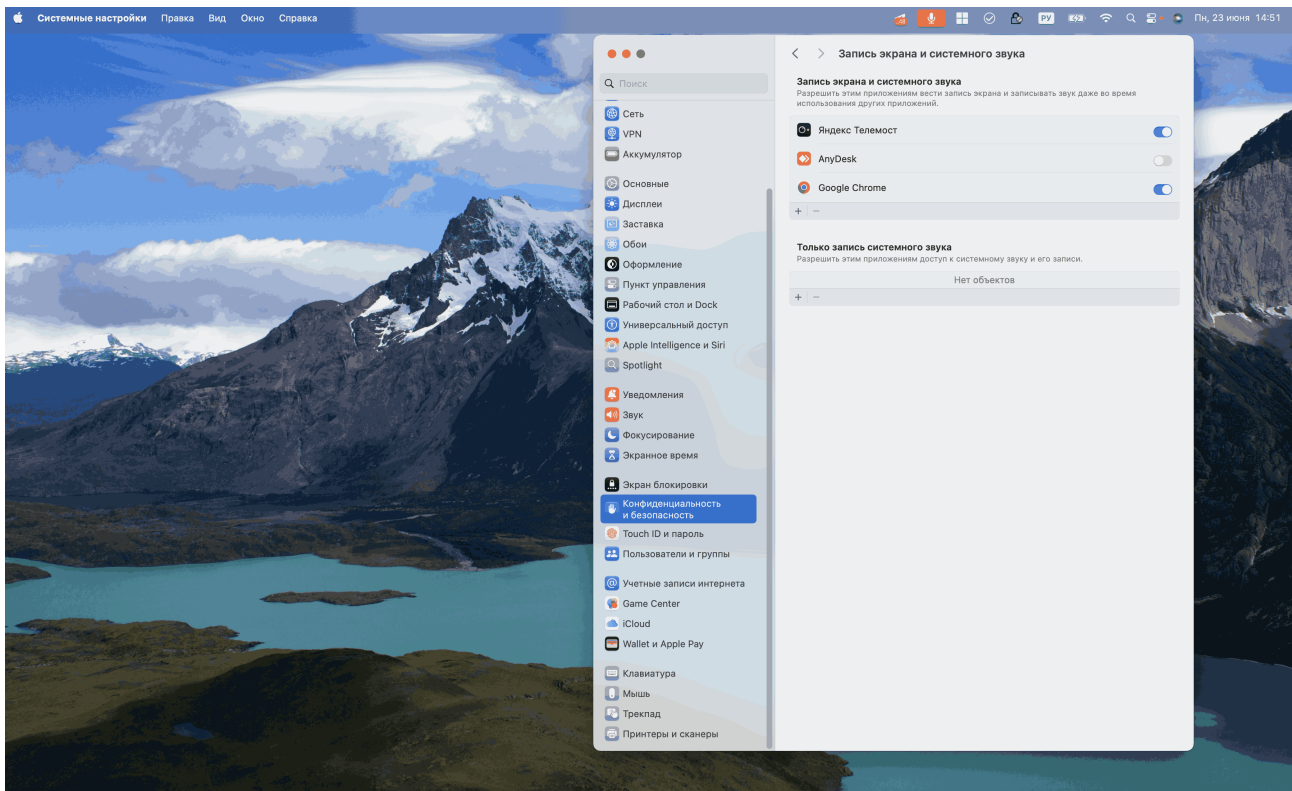 Системные настройки Правка Вид Окно Справка
РУ Пн, 23 июня 14:51
Поиск
Сеть
VPN
Аккумулятор
Основные
Дисплеи
Заставка
Обои
Оформление
Пункт управления
Рабочий стол и Dock
Универсальный доступ
Apple Intelligence и Siri
Spotlight
Уведомления
Звук
Фокусирование
Экранное время
Экран блокировки
Конфиденциальность
и безопасность
Touch ID и пароль
Пользователи и группы
Учетные записи интернета
Game Center
iCloud
Wallet и Apple Pay
Клавиатура
Мышь
Трекпад
Принтеры и сканеры
Запись экрана и системного звука
Запись экрана и системного звука
Разрешить этим приложениям вести запись экрана и записывать звук даже во время
использования других приложений.
Яндекс Телемост
AnyDesk
Google Chrome
+ −
Только запись системного звука
Разрешить этим приложениям доступ к системному звуку и его записи.
Нет объектов
+ −